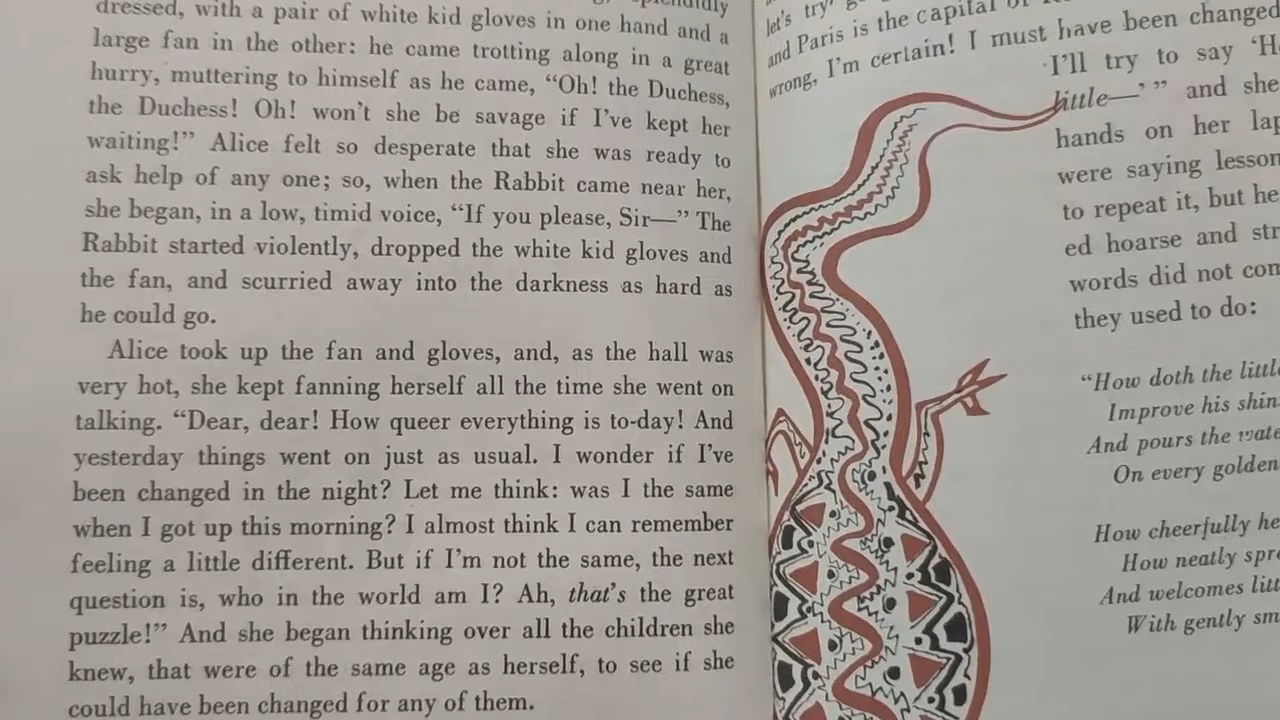 dressed, with a pair of white kid gloves in one hand and a
large fan in the other: he came trotting along in a great
hurry, muttering to himself as he came, “Oh! the Duchess,
the Duchess! Oh! won’t she be savage if I’ve kept her
waiting!” Alice felt so desperate that she was ready to
ask help of any one; so, when the Rabbit came near her,
she began, in a low, timid voice, “If you please, Sir—” The
Rabbit started violently, dropped the white kid gloves and
the fan, and scurried away into the darkness as hard as
he could go.
Alice took up the fan and gloves, and, as the hall was
very hot, she kept fanning herself all the time she went on
talking. “Dear, dear! How queer everything is to-day! And
yesterday things went on just as usual. I wonder if I’ve
been changed in the night? Let me think: was I the same
when I got up this morning? I almost think I can remember
feeling a little different. But if I’m not the same, the next
question is, who in the world am I? Ah, that’s the great
puzzle!” And she began thinking over all the children she
knew, that were of the same age as herself, to see if she
could have been changed for any of them.
let's try
and Paris is the capital
wrong, I'm certain! I must have been changed
I'll try to say ‘H
little—’ ” and she
hands on her lap
were saying lesson
to repeat it, but he
ed hoarse and str
words did not con
they used to do:
“How doth the little
Improve his shin
And pours the wate
On every golden
How cheerfully he
How neatly spre
And welcomes litt
With gently sm